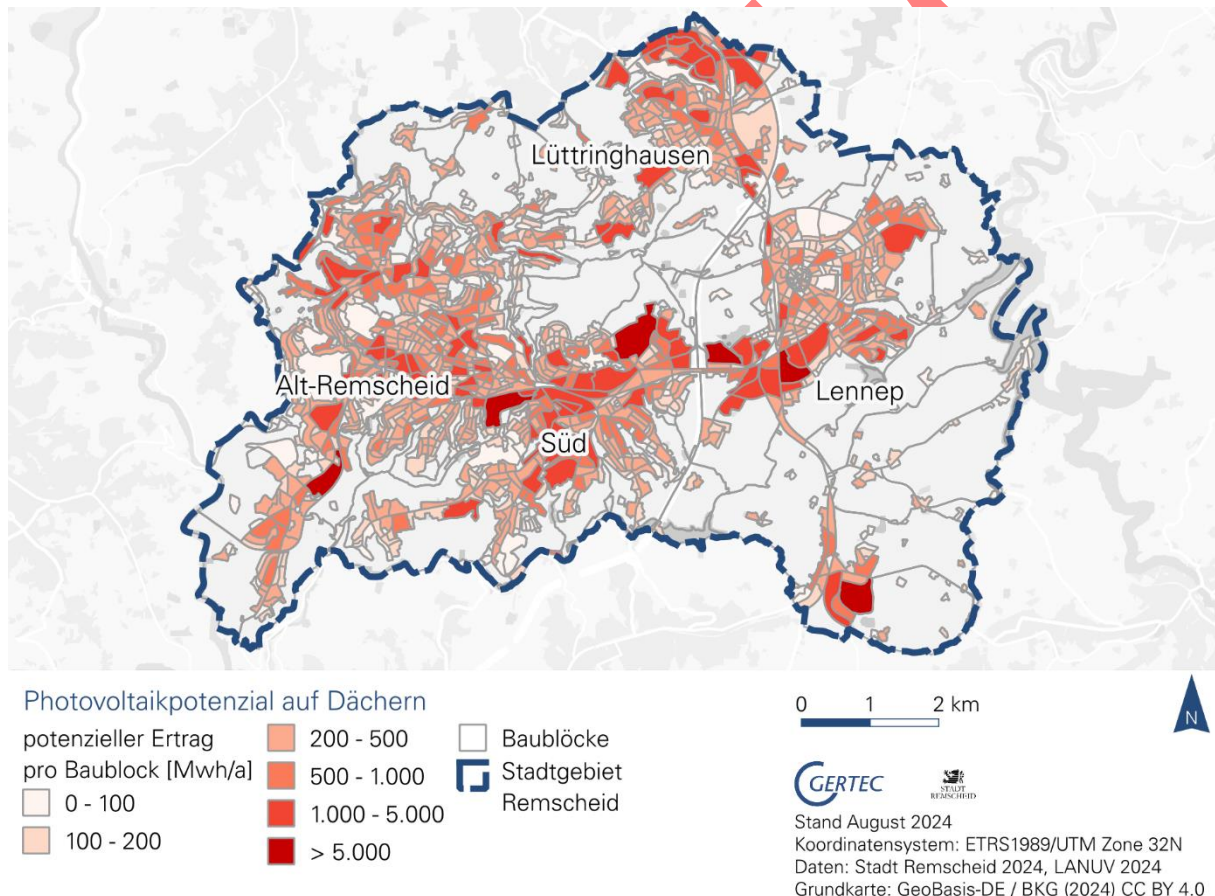 Lüttringhausen
Alt-Remscheid
Lennep
Süd
Photovoltaikpotenzial auf Dächern
potenzieller Ertrag
pro Baublock [Mwh/a]
0 - 100
100 - 200
200 - 500
500 - 1.000
1.000 - 5.000
> 5.000
Baublöcke
Stadtgebiet
Remscheid
0 1 2 km
N
GERTEC
STADT
REMSCHEID
Stand August 2024
Koordinatensystem: ETRS1989/UTM Zone 32N
Daten: Stadt Remscheid 2024, LANUV 2024
Grundkarte: GeoBasis-DE / BKG (2024) CC BY 4.0